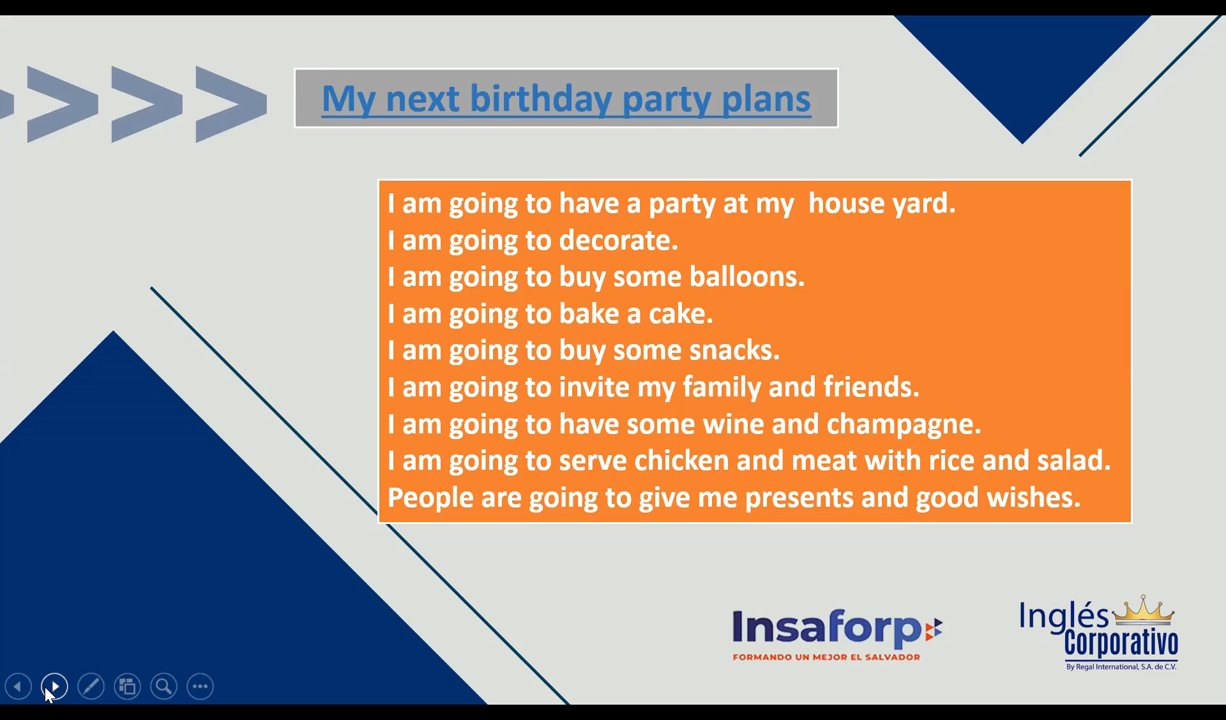 My next birthday party plans
I am going to have a party at my  house yard.
I am going to decorate.
I am going to buy some balloons.
I am going to bake a cake.
I am going to buy some snacks.
I am going to invite my family and friends.
I am going to have some wine and champagne.
I am going to serve chicken and meat with rice and salad.
People are going to give me presents and good wishes.
Insaforp
FORMANDO UN MEJOR EL SALVADOR
Inglés
Corporativo
By Regal International, S.A. de C.V.